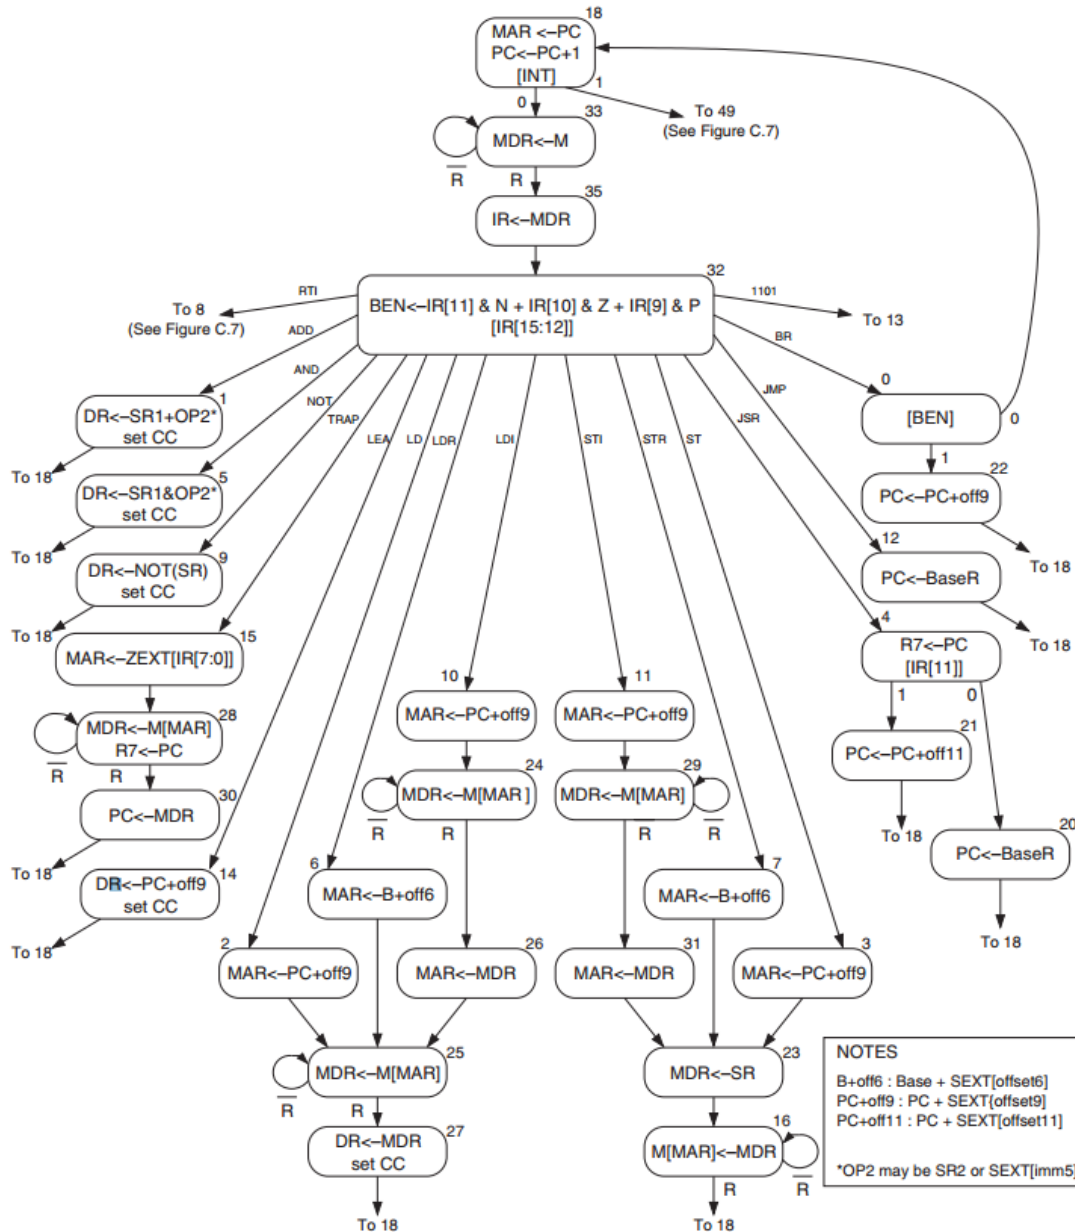 18
MAR <–PC
PC<–PC+1
[INT]
1
0
To 49
(See Figure C.7)
33
MDR<–M
R
R
35
IR<–MDR
32
BEN<–IR[11] & N + IR[10] & Z + IR[9] & P
[IR[15:12]]
RTI
To 8
(See Figure C.7)
1101
To 13
ADD
AND
NOT
TRAP
LEA
LD
LDR
LDI
STI
STR
ST
JSR
JMP
BR
1
DR<–SR1+OP2*
set CC
To 18
5
DR<–SR1&OP2*
set CC
To 18
9
DR<–NOT(SR)
set CC
To 18
15
MAR<–ZEXT[IR[7:0]]
28
MDR<–M[MAR]
R7<–PC
R
R
30
PC<–MDR
To 18
14
DR<–PC+off9
set CC
To 18
0
[BEN]
0
1
22
PC<–PC+off9
To 18
12
PC<–BaseR
To 18
4
R7<–PC
[IR[11]]
1
0
21
PC<–PC+off11
To 18
20
PC<–BaseR
To 18
10
MAR<–PC+off9
24
MDR<–M[MAR]
R
R
11
MAR<–PC+off9
29
MDR<–M[MAR]
R
R
6
MAR<–B+off6
7
MAR<–B+off6
2
MAR<–PC+off9
26
MAR<–MDR
31
MAR<–MDR
3
MAR<–PC+off9
25
MDR<–M[MAR]
R
R
27
DR<–MDR
set CC
To 18
23
MDR<–SR
16
M[MAR]<–MDR
R
R
To 18
NOTES
B+off6 : Base + SEXT[offset6]
PC+off9 : PC + SEXT{offset9]
PC+off11 : PC + SEXT[offset11]
*OP2 may be SR2 or SEXT[imm5]